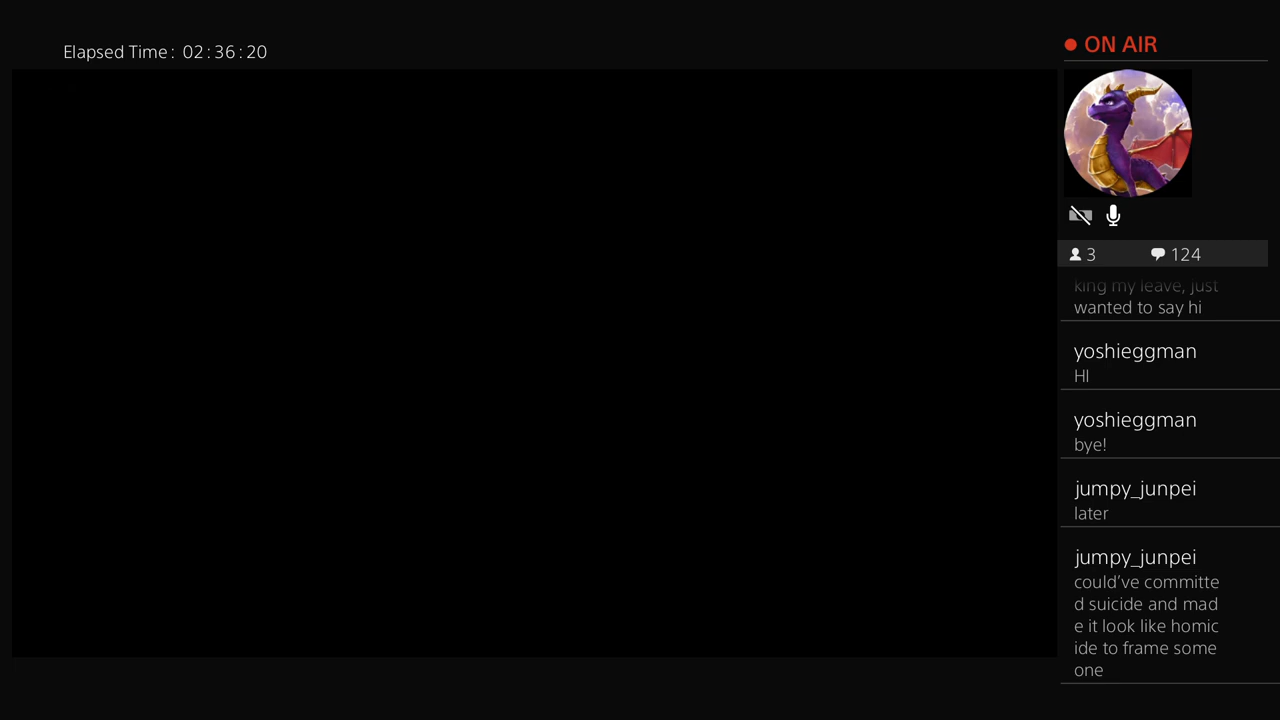 Elapsed Time: 02:36:20
ON AIR
3 124
king my leave, just
wanted to say hi
yoshieggman
HI
yoshieggman
bye!
jumpy_junpei
later
jumpy_junpei
could've committe
d suicide and mad
e it look like homic
ide to frame some
one